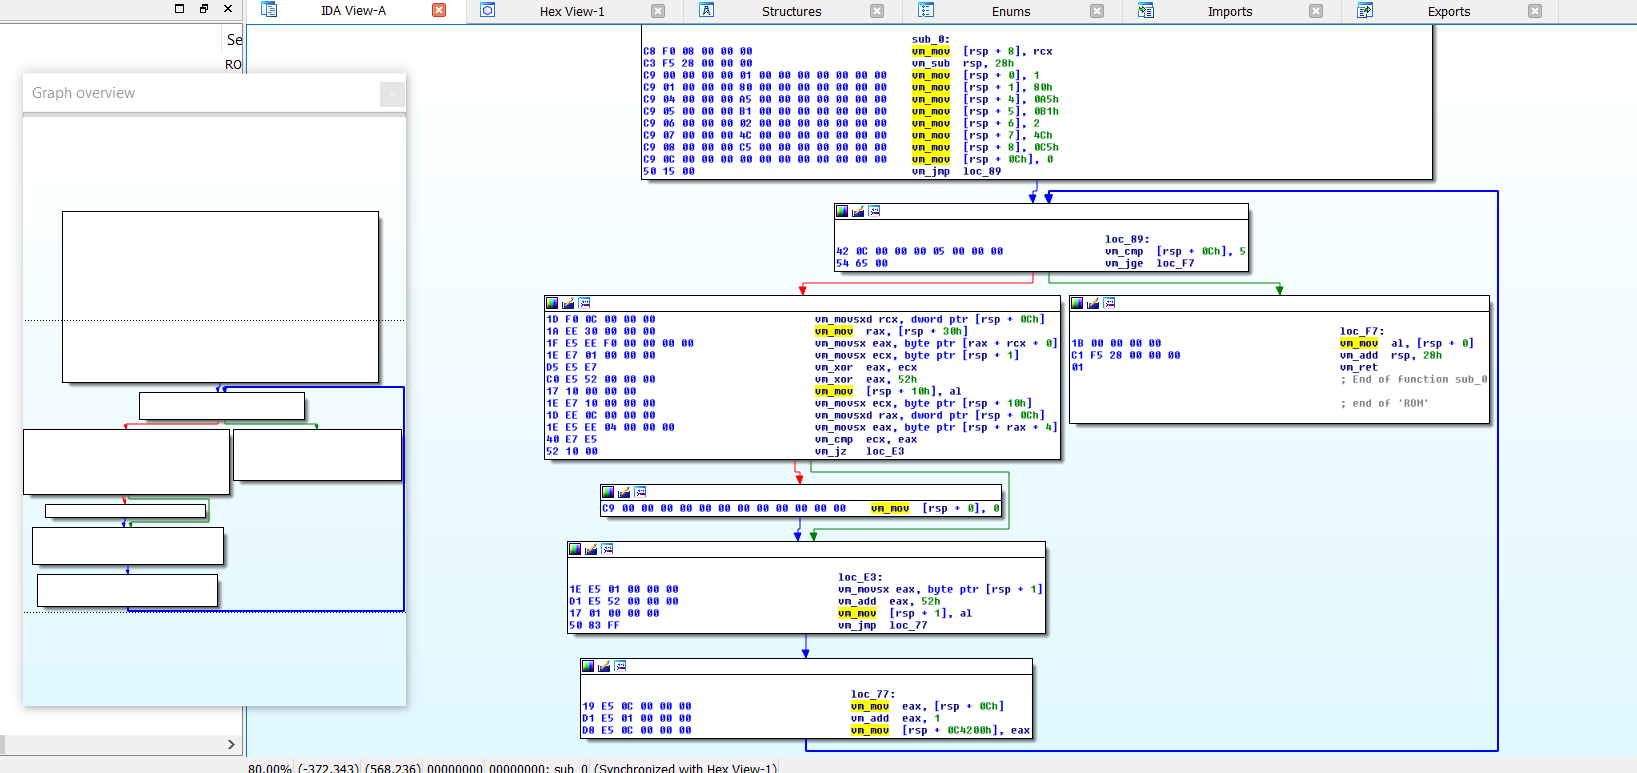 IDA View-A Hex View-1 Structures Enums Imports Exports
Se
RO
Graph overview
sub_0:
C8 F0 08 00 00 00 vm_mov [rsp + 8], rcx
C3 F5 28 00 00 00 vm_sub rsp, 28h
C9 00 00 00 00 01 00 00 00 00 00 00 00 vm_mov [rsp + 0], 1
C9 01 00 00 00 80 00 00 00 00 00 00 00 vm_mov [rsp + 1], 80h
C9 04 00 00 00 A5 00 00 00 00 00 00 00 vm_mov [rsp + 4], 0A5h
C9 05 00 00 00 B1 00 00 00 00 00 00 00 vm_mov [rsp + 5], 0B1h
C9 06 00 00 00 02 00 00 00 00 00 00 00 vm_mov [rsp + 6], 2
C9 07 00 00 00 4C 00 00 00 00 00 00 00 vm_mov [rsp + 7], 4Ch
C9 08 00 00 00 C5 00 00 00 00 00 00 00 vm_mov [rsp + 8], 0C5h
C9 0C 00 00 00 00 00 00 00 00 00 00 00 vm_mov [rsp + 0Ch], 0
50 15 00 vm_jmp loc_89
loc_89:
42 0C 00 00 00 05 00 00 00 vm_cmp [rsp + 0Ch], 5
54 65 00 vm_jge loc_F7
1D F0 0C 00 00 00 vm_movsxd rcx, dword ptr [rsp + 0Ch]
1A EE 30 00 00 00 vm_mov rax, [rsp + 30h]
1F E5 EE F0 00 00 00 00 vm_movsx eax, byte ptr [rax + rcx + 0]
1E E7 01 00 00 00 vm_movsx ecx, byte ptr [rsp + 1]
D5 E5 E7 vm_xor eax, ecx
C0 E5 52 00 00 00 vm_xor eax, 52h
17 10 00 00 00 vm_mov [rsp + 10h], al
1E E7 10 00 00 00 vm_movsx ecx, byte ptr [rsp + 10h]
1D EE 0C 00 00 00 vm_movsxd rax, dword ptr [rsp + 0Ch]
1E E5 EE 04 00 00 00 vm_movsx eax, byte ptr [rsp + rax + 4]
40 E7 E5 vm_cmp ecx, eax
52 10 00 vm_jz loc_E3
loc_F7:
1B 00 00 00 00 vm_mov al, [rsp + 0]
C1 F5 28 00 00 00 vm_add rsp, 28h
01 vm_ret
; End of function sub_0
; end of 'ROM'
C9 00 00 00 00 00 00 00 00 00 00 00 00 vm_mov [rsp + 0], 0
loc_E3:
1E E5 01 00 00 00 vm_movsx eax, byte ptr [rsp + 1]
D1 E5 52 00 00 00 vm_add eax, 52h
17 01 00 00 00 vm_mov [rsp + 1], al
50 83 FF vm_jmp loc_77
loc_77:
19 E5 0C 00 00 00 vm_mov eax, [rsp + 0Ch]
D1 E5 01 00 00 00 vm_add eax, 1
D8 E5 0C 00 00 00 vm_mov [rsp + 0C4200h], eax
80.00% (-372,343) (568,236) 00000000 00000000: sub_0 (Synchronized with Hex View-1)